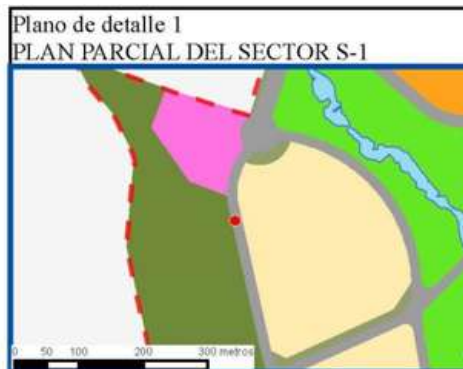 Plano de detalle 1
PLAN PARCIAL DEL SECTOR S-1
0 50 100 200 300 metros